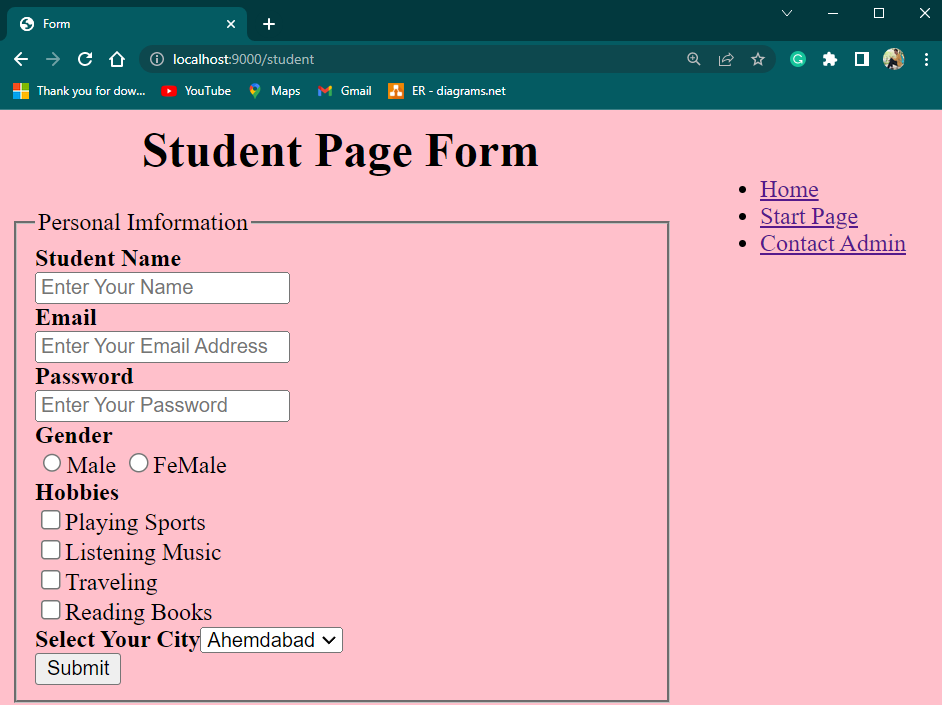 Form
localhost:9000/student
Thank you for dow... YouTube Maps Gmail ER - diagrams.net
Student Page Form
Home
Start Page
Contact Admin
Personal Imformation
Student Name
Enter Your Name
Email
Enter Your Email Address
Password
Enter Your Password
Gender
Male FeMale
Hobbies
Playing Sports
Listening Music
Traveling
Reading Books
Select Your City Ahemdabad
Submit